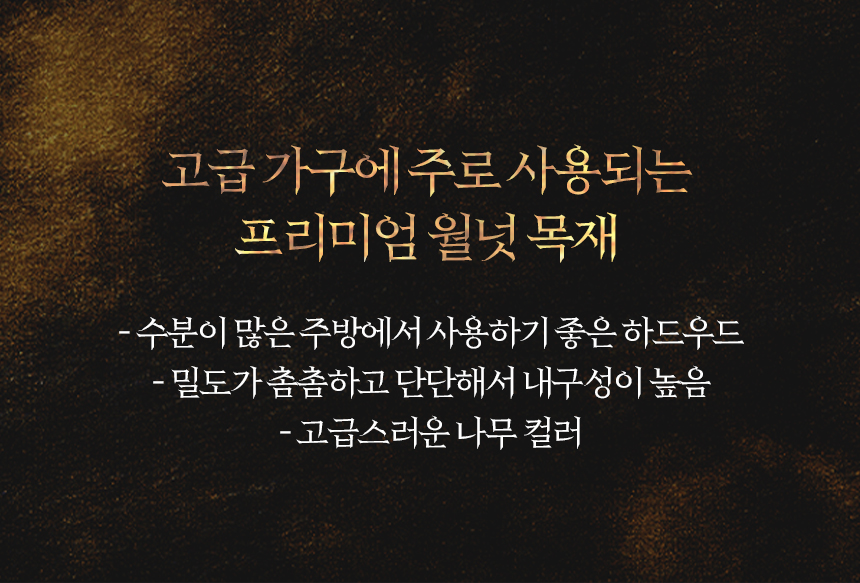 고급 가구에 주로 사용되는
프리미엄 월넛 목재
- 수분이 많은 주방에서 사용하기 좋은 하드우드
- 밀도가 촘촘하고 단단해서 내구성이 높음
- 고급스러운 나무 컬러